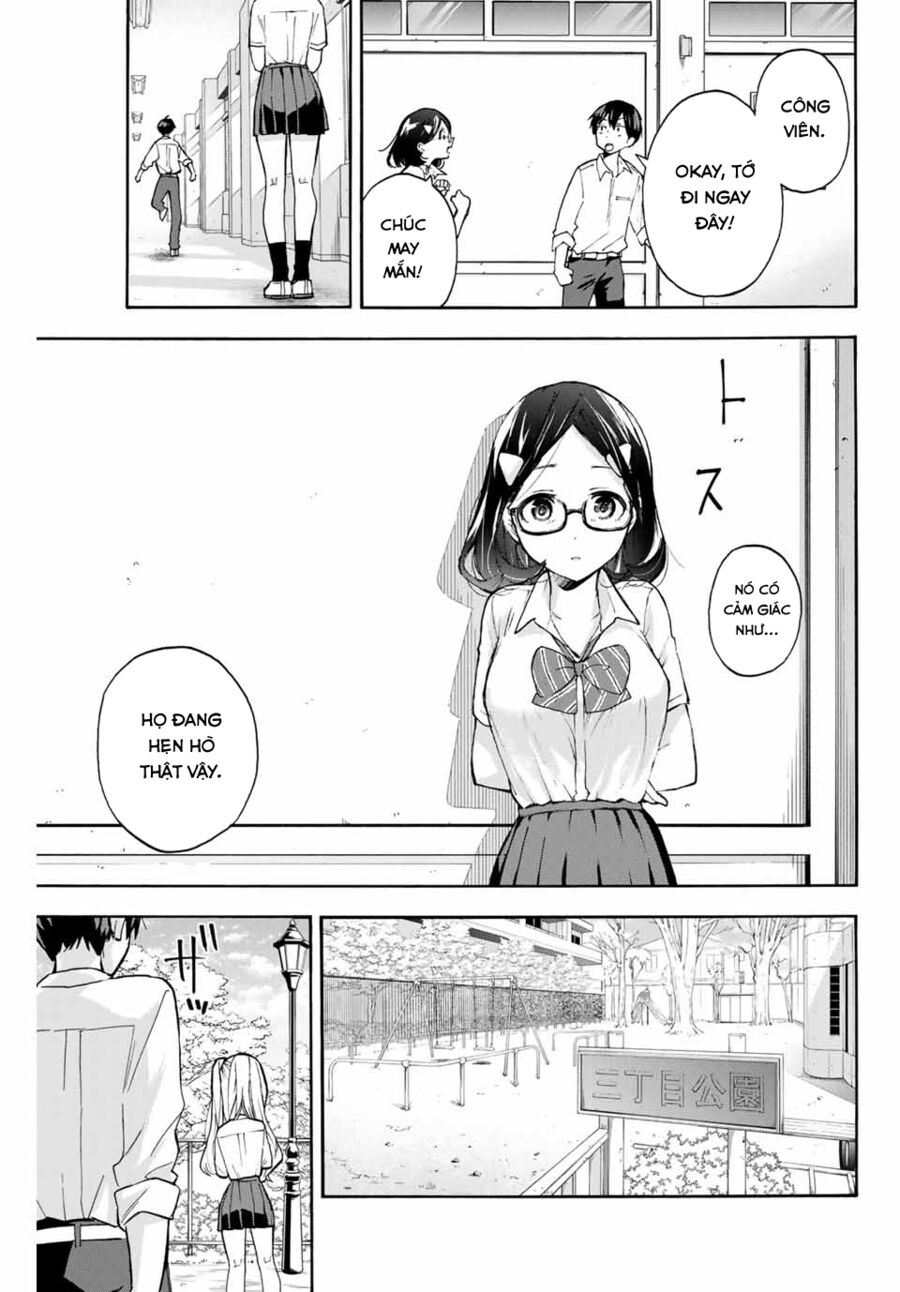 CÔNG
VIÊN.
OKAY, TỚ
ĐI NGAY
ĐÂY!
CHÚC
MAY
MẮN!
トス
NÓ CÓ
CẢM GIÁC
NHƯ...
HỌ ĐANG
HẸN HÒ
THẬT VẬY.
三丁目公園
ザッ